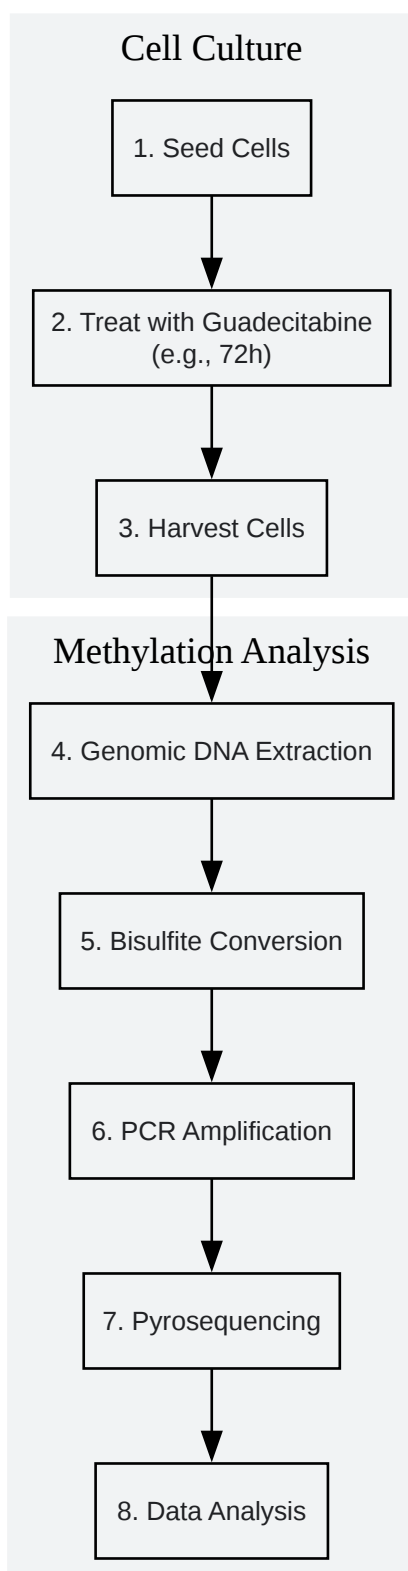 Cell Culture
1. Seed Cells
2. Treat with Guadecitabine
(e.g., 72h)
3. Harvest Cells
Methylation Analysis
4. Genomic DNA Extraction
5. Bisulfite Conversion
6. PCR Amplification
7. Pyrosequencing
8. Data Analysis